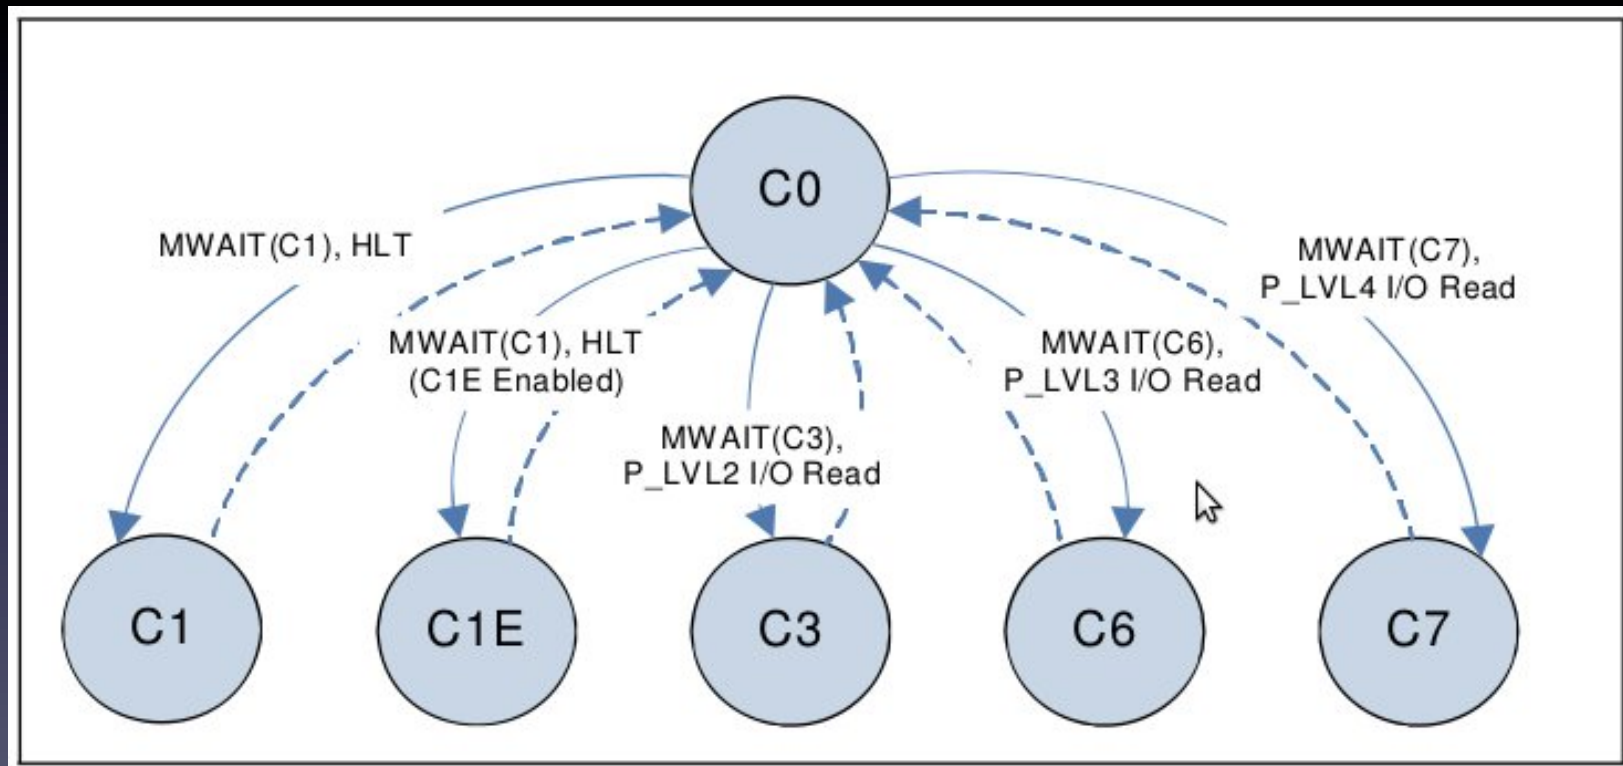 C0
MWAIT(C1), HLT
MWAIT(C7),
P_LVL4 I/O Read
MWAIT(C1), HLT
(C1E Enabled)
MWAIT(C6),
P_LVL3 I/O Read
MWAIT(C3),
P_LVL2 I/O Read
C1
C1E
C3
C6
C7